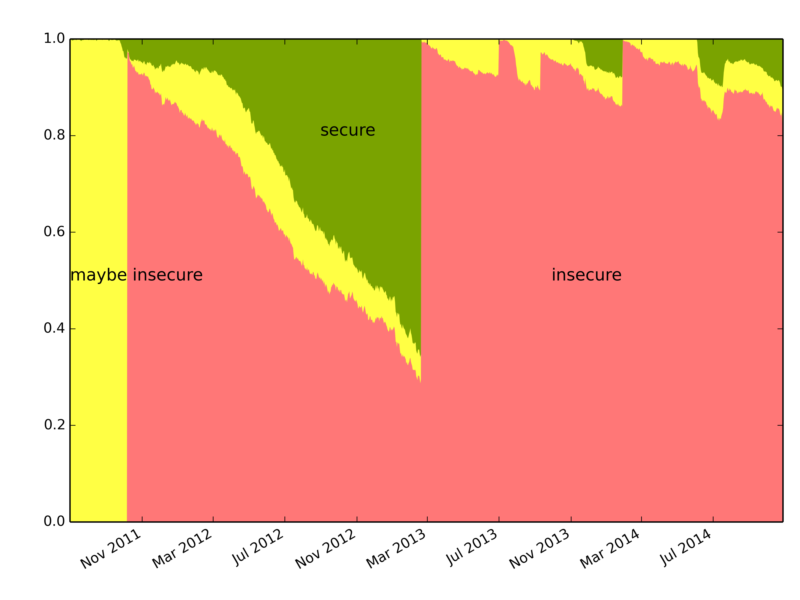 1.0
secure
0.8
0.6
maybe insecure
insecure
0.4
0.2
0.0
Nov 2011
Mar 2012
Jul 2012
Nov 2012
Mar 2013
Jul 2013
Nov 2013
Mar 2014
Jul 2014